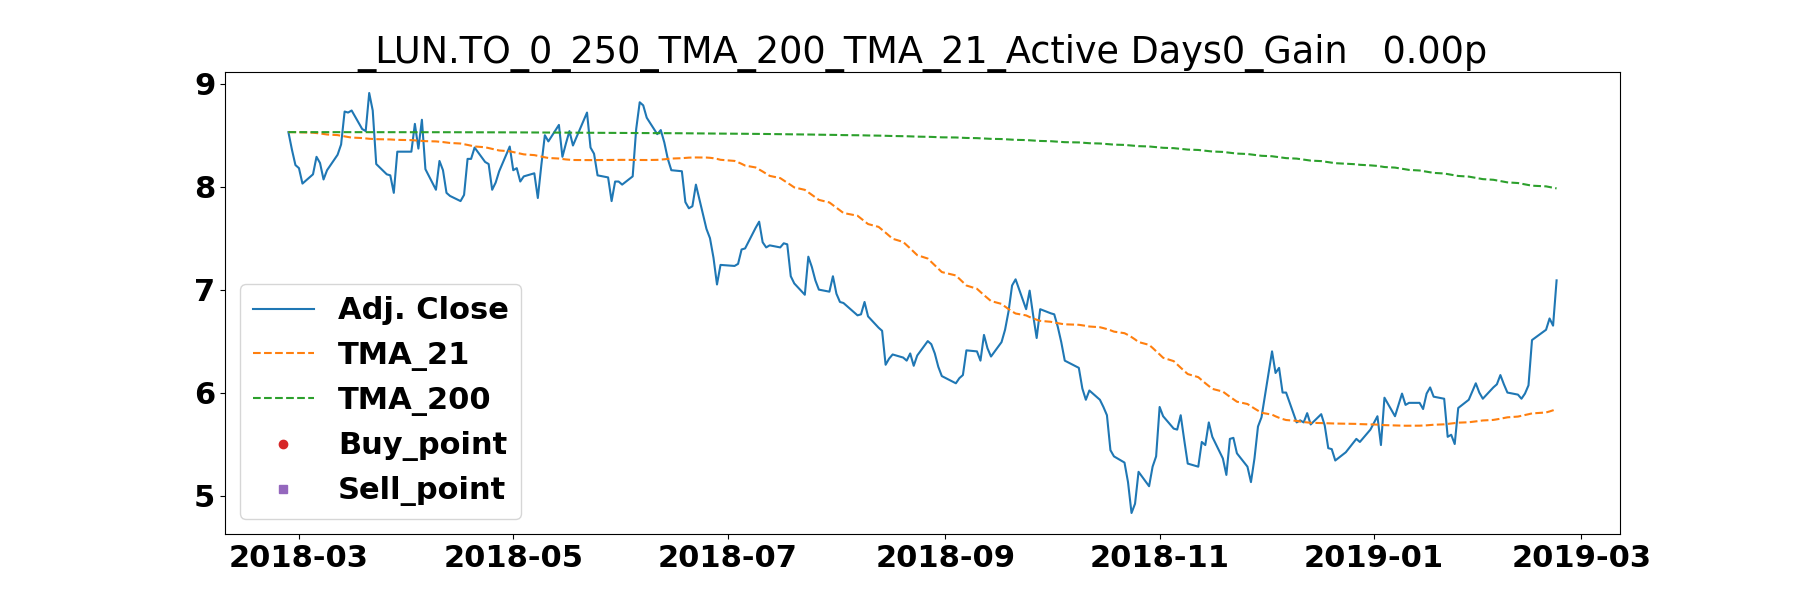 _LUN.TO_0_250_TMA_200_TMA_21_Active Days0_Gain   0.00p
9
8
7
6
5
Adj. Close
TMA_21
TMA_200
Buy_point
Sell_point
2018-03 2018-05 2018-07 2018-09 2018-11 2019-01 2019-03